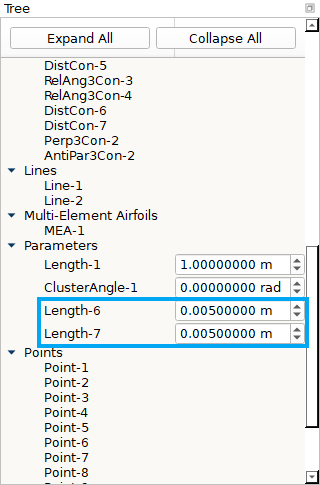 Tree
Expand All
Collapse All
DistCon-5
RelAng3Con-3
RelAng3Con-4
DistCon-6
DistCon-7
Perp3Con-2
AntiPar3Con-2
Lines
Line-1
Line-2
Multi-Element Airfoils
MEA-1
Parameters
Length-1 1.00000000 m
ClusterAngle-1 0.00000000 rad
Length-6 0.00500000 m
Length-7 0.00500000 m
Points
Point-1
Point-2
Point-3
Point-4
Point-5
Point-6
Point-7
Point-8